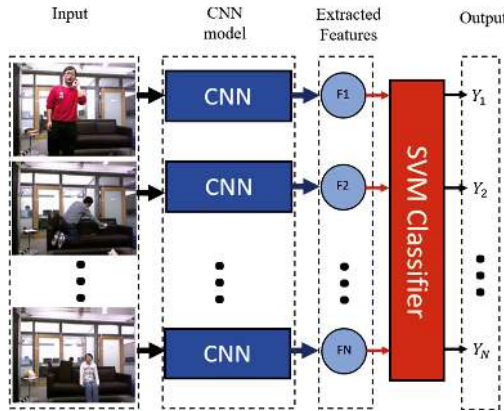 Input
CNN
model
Extracted
Features
Output
CNN
F1
Y1
CNN
F2
Y2
SVM Classifier
CNN
FN
YN